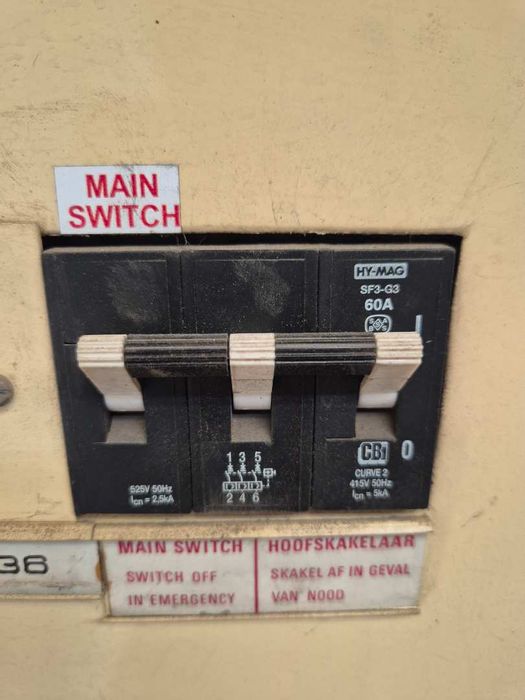 MAIN
SWITCH
HY-MAG
SF3-G3
60A
I
CBi
0
CURVE 2
415V 50Hz
Icn = 5kA
525V 50Hz
Icn = 2,5kA
1 3 5
2 4 6
38
MAIN SWITCH
SWITCH OFF
IN EMERGENCY
HOOFSKAKELAAR
SKAKEL AF IN GEVAL
VAN NOOD